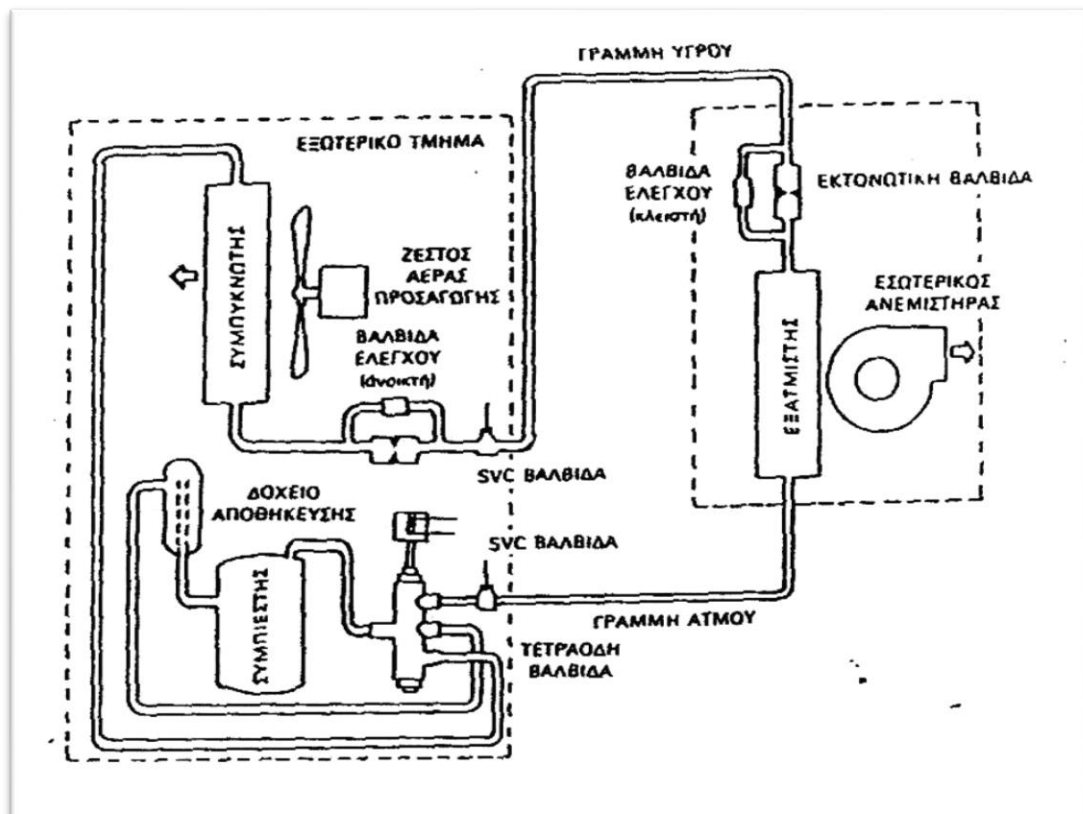 ΓΡΑΜΜΗ ΥΓΡΟΥ
ΕΞΩΤΕΡΙΚΟ ΤΜΗΜΑ
ΒΑΛΒΙΔΑ
ΕΛΕΓΧΟΥ
(κλειστή)
ΕΚΤΟΝΩΤΙΚΗ ΒΑΛΒΙΔΑ
ΣΥΜΠΥΚΝΩΤΗΣ
ΖΕΣΤΟΣ
ΑΕΡΑΣ
ΠΡΟΣΑΓΩΓΗΣ
ΕΣΩΤΕΡΙΚΟΣ
ΑΝΕΜΙΣΤΗΡΑΣ
ΒΑΛΒΙΔΑ
ΕΛΕΓΧΟΥ
(άνοικτή)
ΕΞΑΤΜΙΣΤΗΣ
SVC ΒΑΛΒΙΔΑ
ΔΟΧΕΙΟ
ΑΠΟΘΗΚΕΥΣΗΣ
SVC ΒΑΛΒΙΔΑ
ΣΥΜΠΙΕΣΤΗΣ
ΓΡΑΜΜΗ ΑΤΜΟΥ
ΤΕΤΡΑΟΔΗ
ΒΑΛΒΙΔΑ